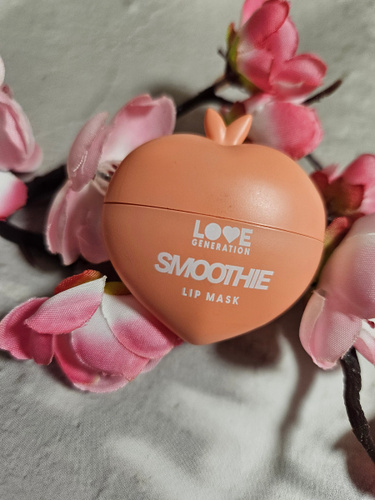 LOVE
GENERATION
SMOOTHIE
LIP MASK